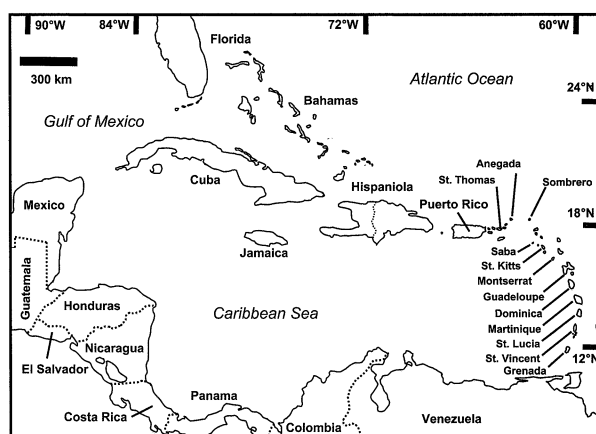 90°W
84°W
72°W
60°W
Florida
300 km
Atlantic Ocean
24°N
Bahamas
Gulf of Mexico
Anegada
St. Thomas
Sombrero
Cuba
Hispaniola
Mexico
Puerto Rico
18°N
Jamaica
Saba
St. Kitts
Guatemala
Montserrat
Honduras
Guadeloupe
Caribbean Sea
Dominica
Martinique
Nicaragua
St. Lucia
St. Vincent
12°N
El Salvador
Grenada
Panama
Costa Rica
Venezuela
Colombia